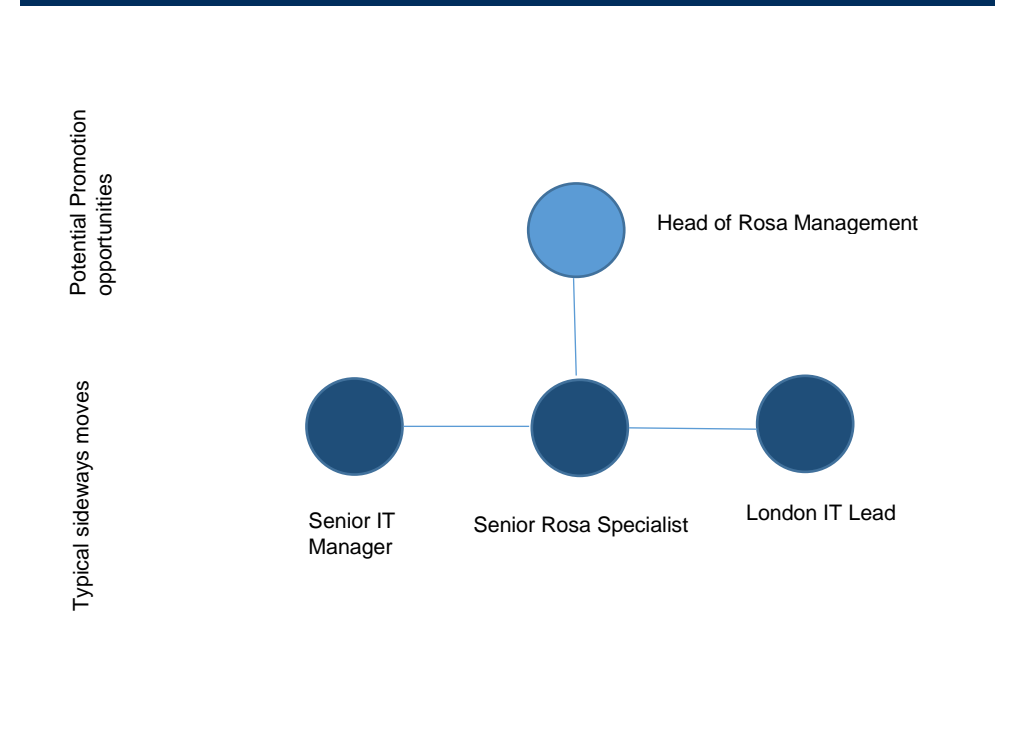 Potential Promotion
opportunities
Head of Rosa Management
Typical sideways moves
Senior IT
Manager
Senior Rosa Specialist
London IT Lead